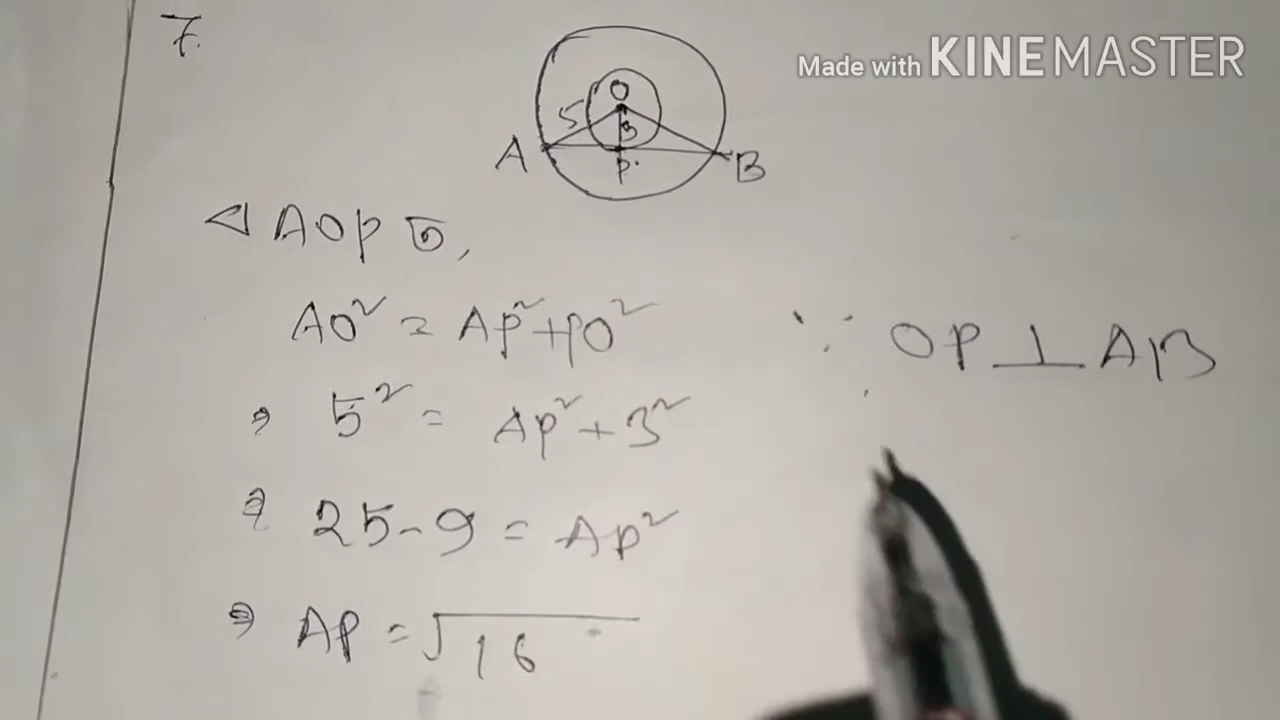 7.
Made with KINEMASTER
O
5
3
A
P
B
◁ AOP ত,
AO² = AP² + PO²
∵ OP ⊥ AB
⇒ 5² = AP² + 3²
⇒ 25 - 9 = AP²
⇒ AP = √16